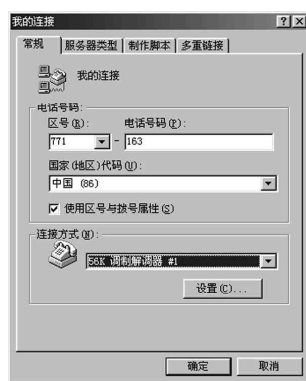 我的连接
常规 服务器类型 制作脚本 多重链接
我的连接
电话号码:
区号(R): 电话号码(P):
771 - 163
国家(地区)代码(U):
中国 (86)
使用区号与拨号属性(S)
连接方式(N):
56K 调制解调器 #1
设置(C)...
确定 取消